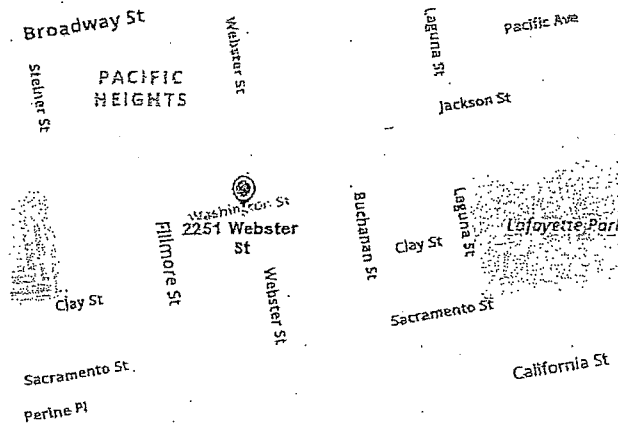 Broadway St
Webster St
Laguna St
Pacific Ave
Steiner St
PACIFIC
HEIGHTS
Jackson St
Washington St
2251 Webster
St
Fillmore St
Buchanan St
Laguna St
Lafayette Park
Clay St
Clay St
Webster St
Sacramento St
Sacramento St
California St
Perine Pl